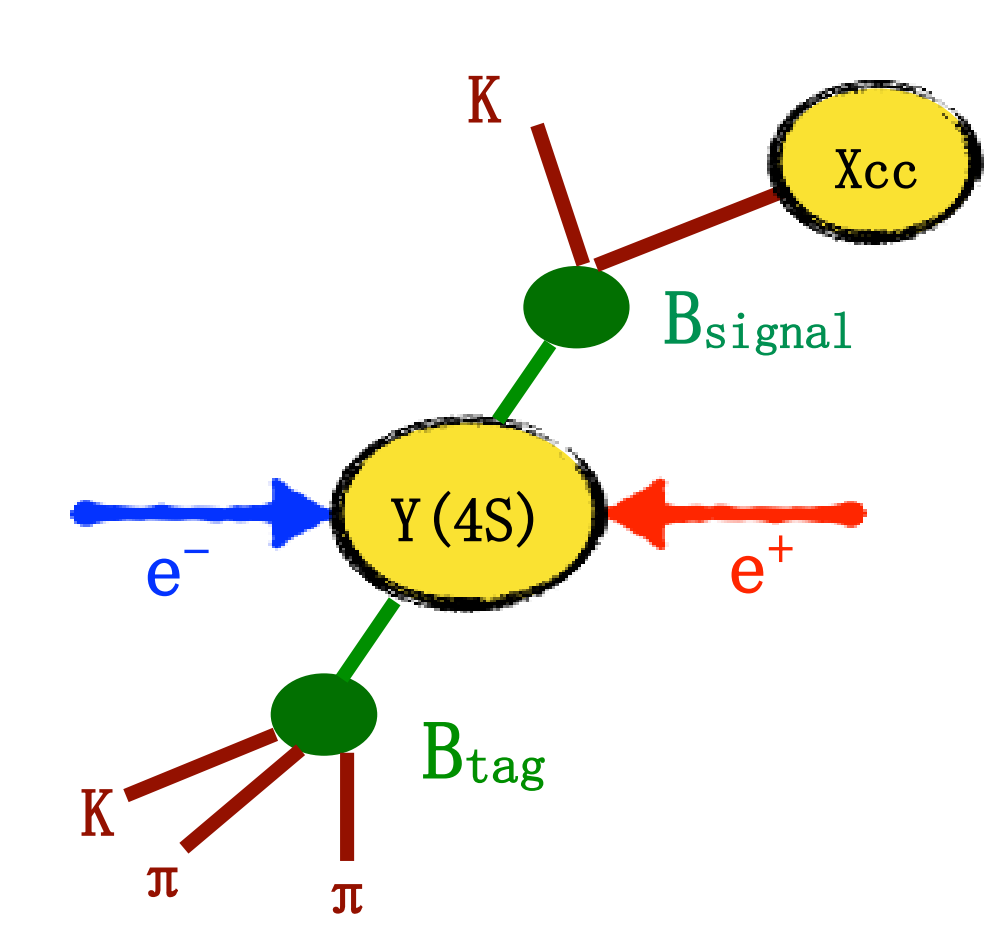 K
Xcc
Bsignal
Y(4S)
e⁻
e⁺
Btag
K
π
π